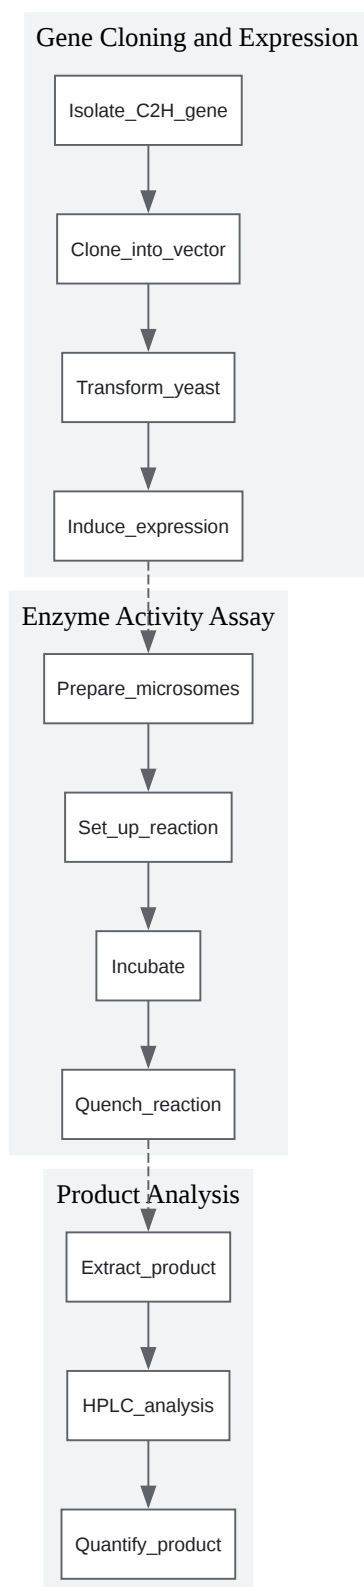 Gene Cloning and Expression
Isolate_C2H_gene
Clone_into_vector
Transform_yeast
Induce_expression
Enzyme Activity Assay
Prepare_microsomes
Set_up_reaction
Incubate
Quench_reaction
Product Analysis
Extract_product
HPLC_analysis
Quantify_product